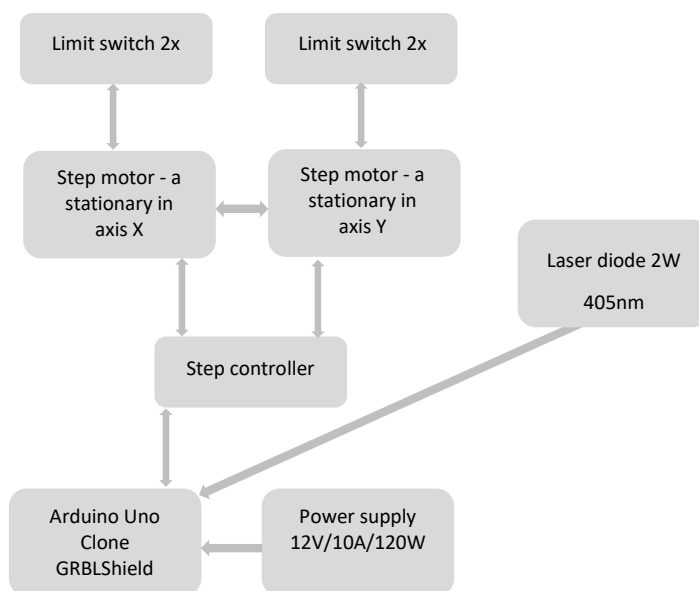 Limit switch 2x
Limit switch 2x
Step motor - a
stationary in
axis X
Step motor - a
stationary in
axis Y
Laser diode 2W
405nm
Step controller
Arduino Uno
Clone
GRBLShield
Power supply
12V/10A/120W